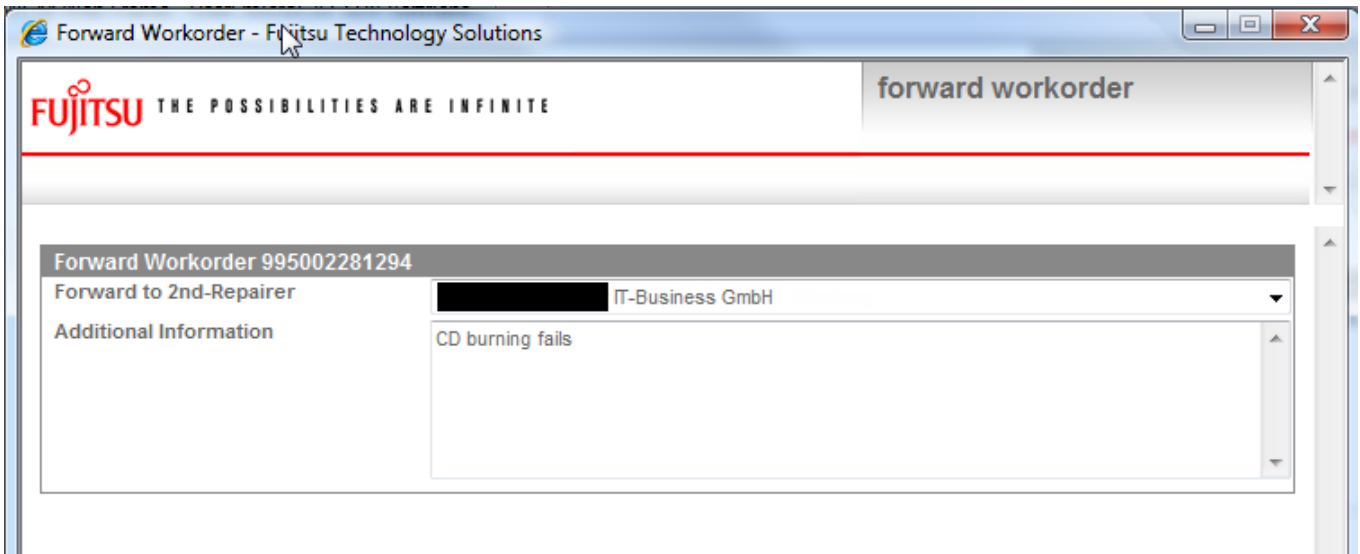 Forward Workorder - Fujitsu Technology Solutions
FUJITSU THE POSSIBILITIES ARE INFINITE
forward workorder
Forward Workorder 995002281294
Forward to 2nd-Repairer
IT-Business GmbH
Additional Information
CD burning fails